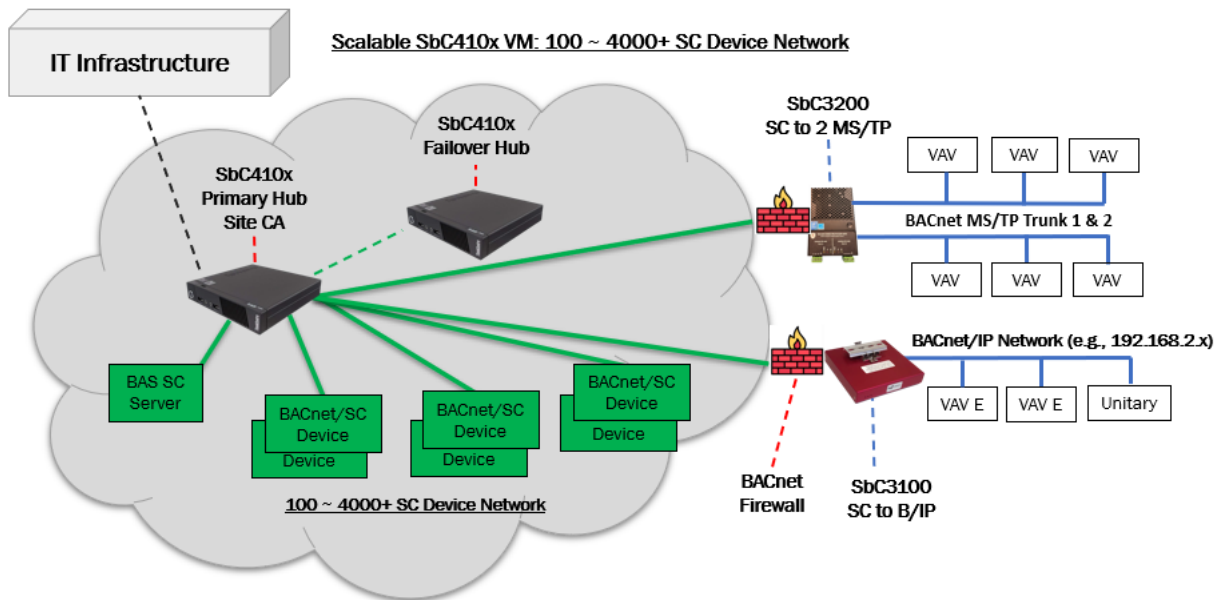 Scalable SbC410x VM: 100 ~ 4000+ SC Device Network
IT Infrastructure
SbC410x
Failover Hub
SbC410x
Primary Hub
Site CA
SbC3200
SC to 2 MS/TP
VAV
VAV
VAV
BACnet MS/TP Trunk 1 & 2
VAV
VAV
VAV
BACnet/IP Network (e.g., 192.168.2.x)
VAV E
VAV E
Unitary
BAS SC
Server
BACnet/SC
Device
Device
BACnet/SC
Device
Device
BACnet/SC
Device
Device
100 ~ 4000+ SC Device Network
BACnet
Firewall
SbC3100
SC to B/IP